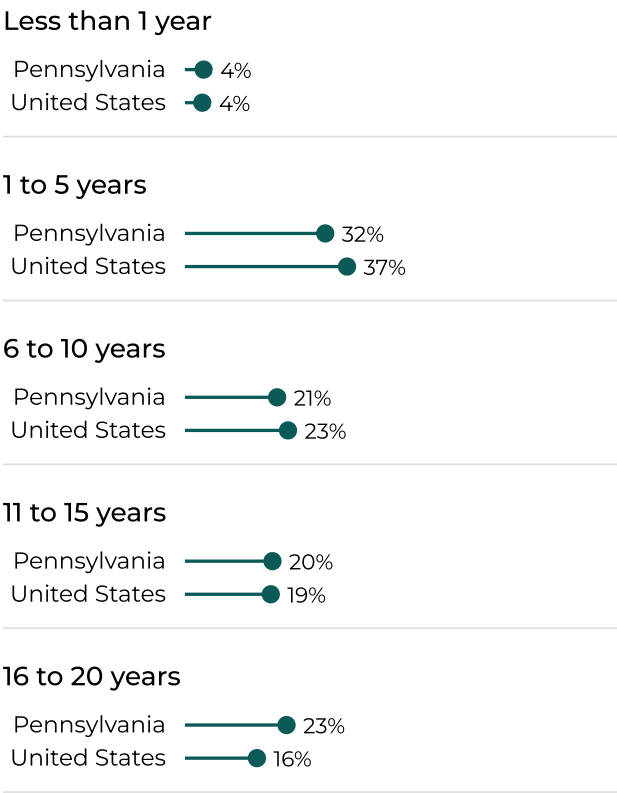 Less than 1 year
Pennsylvania 4%
United States 4%
1 to 5 years
Pennsylvania 32%
United States 37%
6 to 10 years
Pennsylvania 21%
United States 23%
11 to 15 years
Pennsylvania 20%
United States 19%
16 to 20 years
Pennsylvania 23%
United States 16%